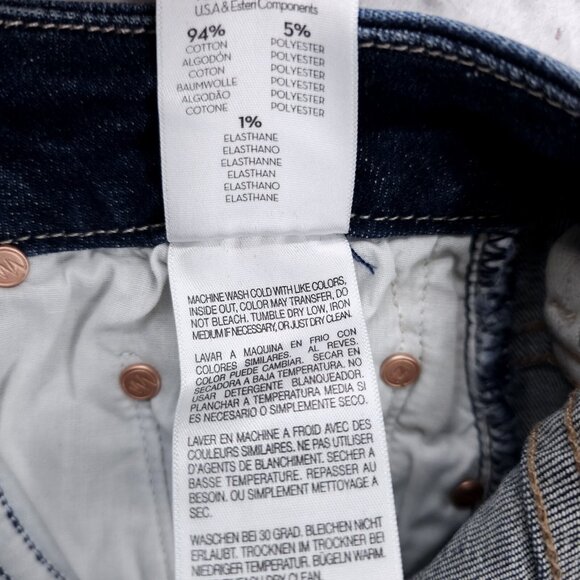 U.S.A & Esteri Components
94% 5%
COTTON POLYESTER
ALGODÓN POLYESTER
COTON POLYESTER
BAUMWOLLE POLYESTER
ALGODÃO POLYESTER
COTONE POLYESTER
1%
ELASTHANE
ELASTHANO
ELASTHANNE
ELASTHAN
ELASTHANO
ELASTHANE
MACHINE WASH COLD WITH LIKE COLORS,
INSIDE OUT, COLOR MAY TRANSFER, DO
NOT BLEACH. TUMBLE DRY LOW, IRON
MEDIUM IF NECESSARY, OR JUST DRY CLEAN.
LAVAR A MAQUINA EN FRIO CON
COLORES SIMILARES. AL REVES.
COLOR PUEDE CAMBIAR. SECAR EN
SECADORA A BAJA TEMPERATURA. NO
USAR DETERGENTE BLANQUEADOR.
PLANCHAR A TEMPERATURA MEDIA SI
ES NECESARIO O SIMPLEMENTE SECO.
LAVER EN MACHINE A FROID AVEC DES
COULEURS SIMILAIRES. NE PAS UTILISER
D'AGENTS DE BLANCHIMENT. SECHER A
BASSE TEMPERATURE. REPASSER AU
BESOIN. OU SIMPLEMENT METTOYAGE A
SEC.
WASCHEN BEI 30 GRAD. BLEICHEN NICHT
ERLAUBT. TROCKNEN IM TROCKNER BEI
NIEDRIGER TEMPERATUR. BÜGELN WARM.